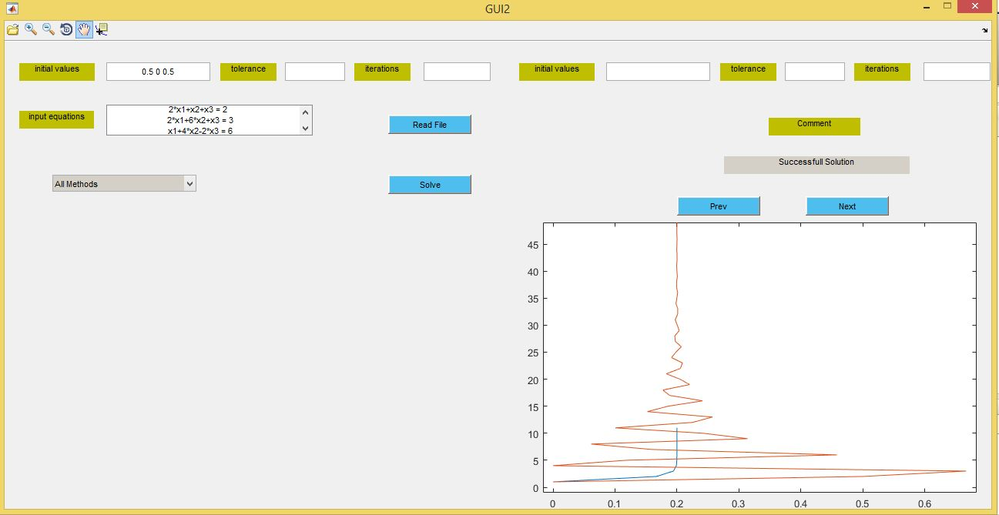 GUI2
initial values 0.5 0 0.5 tolerance iterations initial values tolerance iterations
input equations
2*x1+x2+x3 = 2
2*x1+6*x2+x3 = 3
x1+4*x2-2*x3 = 6
Read File
Comment
Successfull Solution
All Methods
Solve
Prev Next
45
40
35
30
25
20
15
10
5
0
0 0.1 0.2 0.3 0.4 0.5 0.6